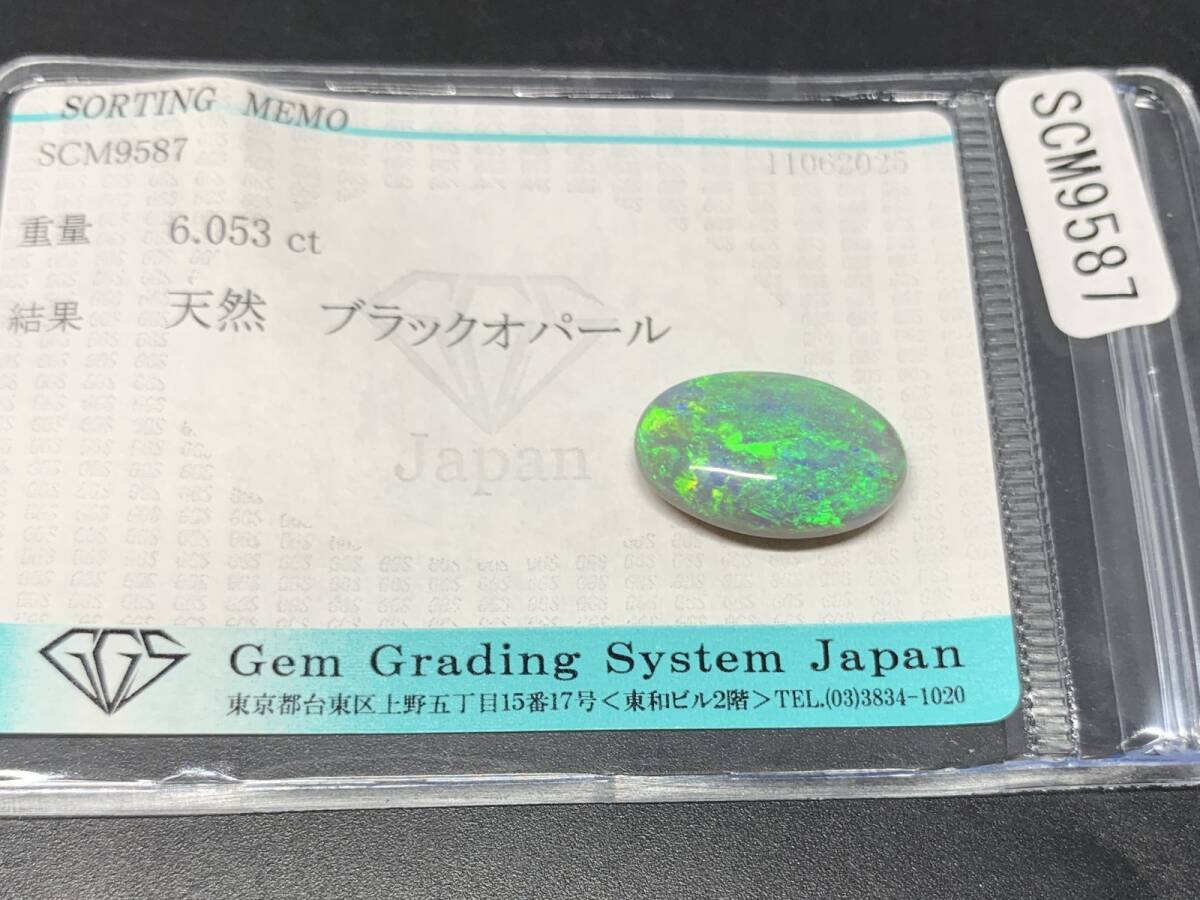 SORTING MEMO
SCM9587 11062025
重量 6.053 ct
結果 天然 ブラックオパール
GGS
Japan
GGS
Gem Grading System Japan
東京都台東区上野五丁目15番17号<東和ビル2階>TEL.(03)3834-1020
SCM9587